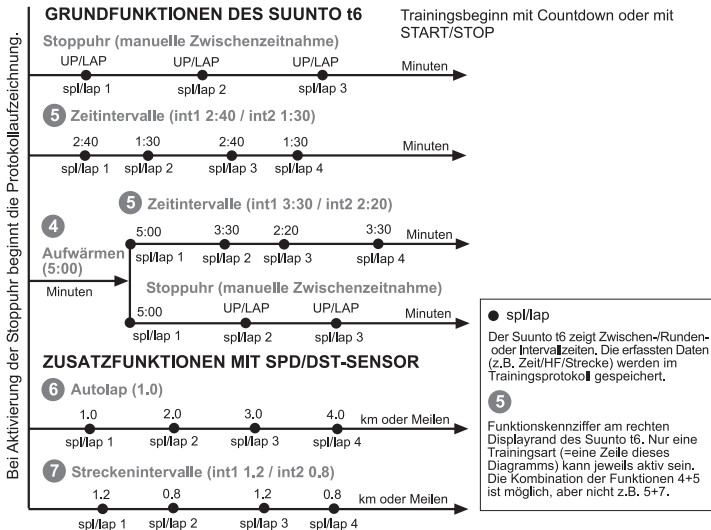 Bei Aktivierung der Stoppuhr beginnt die Protokollaufzeichnung.
GRUNDFUNKTIONEN DES SUUNTO t6
Trainingsbeginn mit Countdown oder mit
START/STOP
Stoppuhr (manuelle Zwischenzeitnahme)
UP/LAP UP/LAP UP/LAP Minuten
spl/lap 1 spl/lap 2 spl/lap 3
5 Zeitintervalle (int1 2:40 / int2 1:30)
2:40 1:30 2:40 1:30 Minuten
spl/lap 1 spl/lap 2 spl/lap 3 spl/lap 4
5 Zeitintervalle (int1 3:30 / int2 2:20)
4
Aufwärmen
(5:00)
Minuten
5:00 3:30 2:20 3:30 Minuten
spl/lap 1 spl/lap 2 spl/lap 3 spl/lap 4
Stoppuhr (manuelle Zwischenzeitnahme)
5:00 UP/LAP UP/LAP Minuten
spl/lap 1 spl/lap 2 spl/lap 3
ZUSATZFUNKTIONEN MIT SPD/DST-SENSOR
6 Autolap (1.0)
1.0 2.0 3.0 4.0 km oder Meilen
spl/lap 1 spl/lap 2 spl/lap 3 spl/lap 4
7 Streckenintervalle (int1 1,2 / int2 0.8)
1.2 0.8 1.2 0.8 km oder Meilen
spl/lap 1 spl/lap 2 spl/lap 3 spl/lap 4
spl/lap
Der Suunto t6 zeigt Zwischen-/Runden-
oder Intervallzeiten. Die erfassten Daten
(z.B. Zeit/HF/Strecke) werden im
Trainingsprotokoll gespeichert.
5
Funktionskennziffer am rechten
Displayrand des Suunto t6. Nur eine
Trainingsart (=eine Zeile dieses
Diagramms) kann jeweils aktiv sein.
Die Kombination der Funktionen 4+5
ist möglich, aber nicht z.B. 5+7.